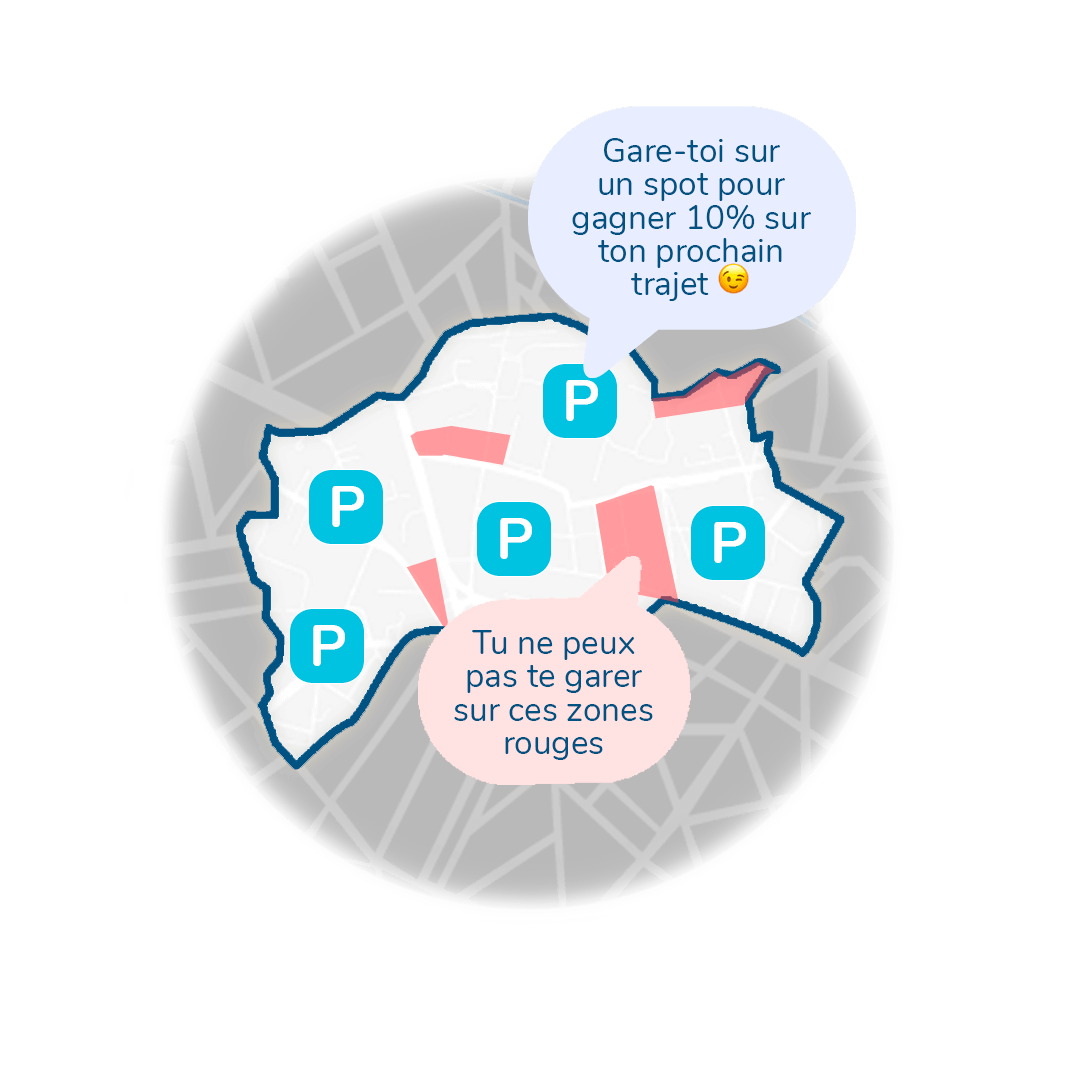 Gare-toi sur
un spot pour
gagner 10% sur
ton prochain
trajet 😉
P
P
P
P
P
Tu ne peux
pas te garer
sur ces zones
rouges